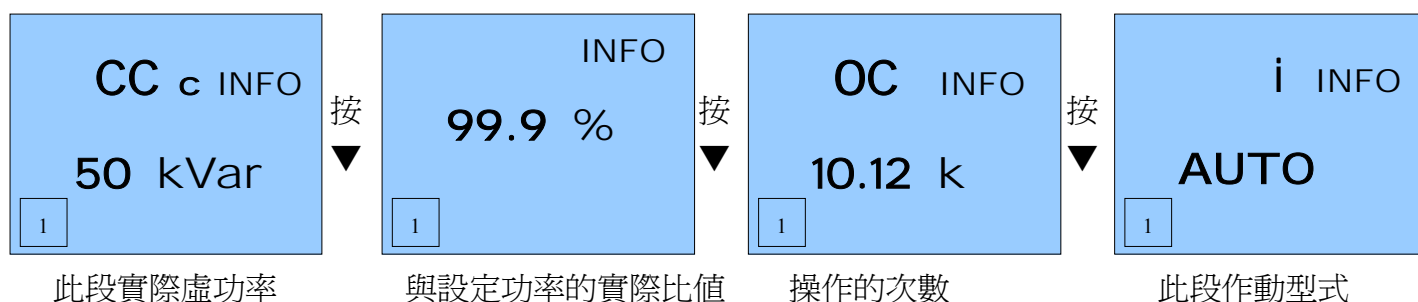 CC c INFO
50 kVar
1
按
▼
INFO
99.9 %
1
按
▼
OC INFO
10.12 k
1
按
▼
i INFO
AUTO
1
此段實際虛功率
與設定功率的實際比值
操作的次數
此段作動型式